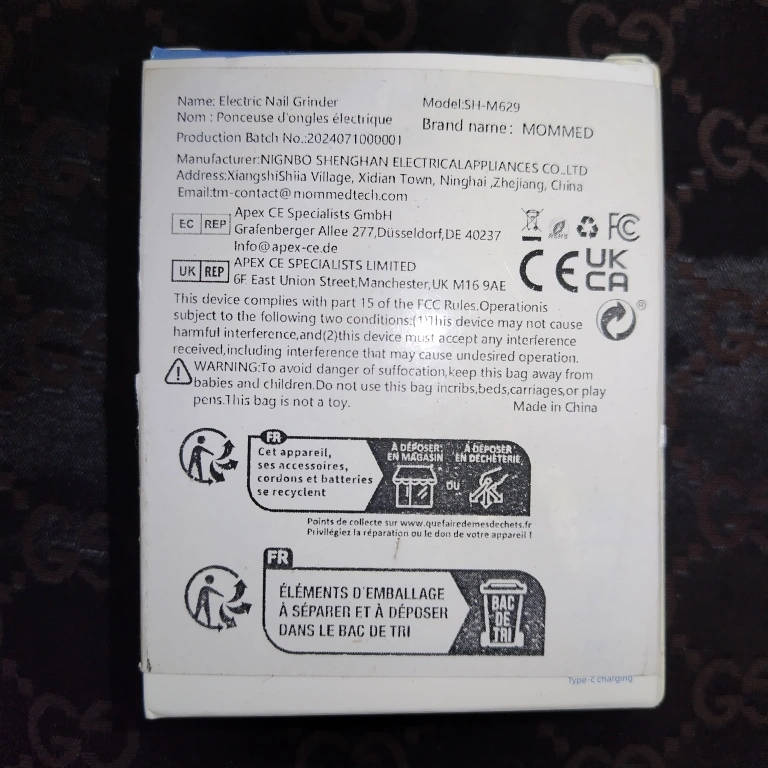 Name: Electric Nail Grinder
Model:SH-M629
Nom : Ponceuse d'ongles électrique
Brand name: MOMMED
Production Batch No.:2024071000001
Manufacturer:NIGNBO SHENGHAN ELECTRICALAPPLIANCES CO.,LTD
Address:XiangshiShiia Village, Xidian Town, Ninghai ,Zhejiang, China
Email:tm-contact@mommedtech.com
EC REP
Apex CE Specialists GmbH
Grafenberger Allee 277,Düsseldorf,DE 40237
Info@apex-ce.de
UK REP
APEX CE SPECIALISTS LIMITED
6F East Union Street,Manchester,UK M16 9AE
RoHS
FC
CE
UK
CA
This device complies with part 15 of the FCC Rules.Operationis
subject to the following two conditions:(1)This device may not cause
harmful interference,and(2)this device must accept any interference
received,including interference that may cause undesired operation.
®
WARNING:To avoid danger of suffocation,keep this bag away from
babies and children.Do not use this bag incribs,beds,carriages,or play
pens.This bag is not a toy.
Made in China
FR
Cet appareil,
ses accessoires,
cordons et batteries
se recyclent
À DÉPOSER
EN MAGASIN
OU
À DÉPOSER
EN DÉCHÈTERIE
Points de collecte sur www.quefairedemesdechets.fr
Privilégiez la réparation ou le don de votre appareil !
FR
ÉLÉMENTS D'EMBALLAGE
À SÉPARER ET À DÉPOSER
DANS LE BAC DE TRI
BAC
DE
TRI
Type-c charging